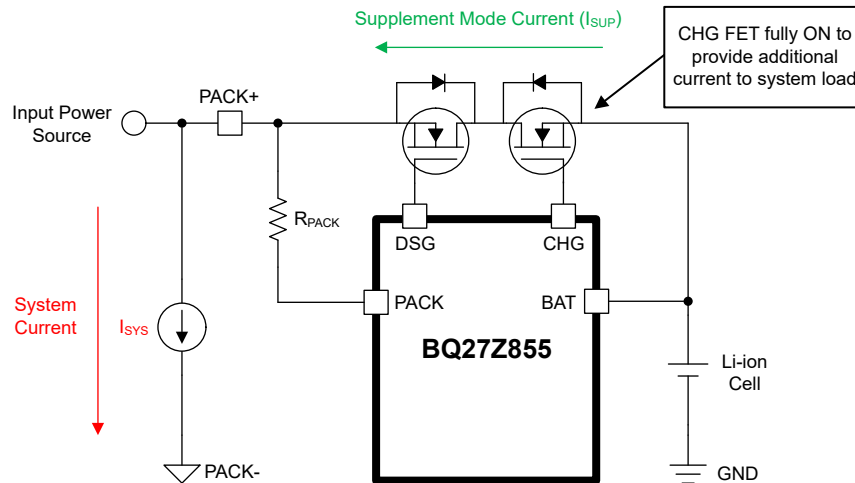 Supplement Mode Current (ISUP)
CHG FET fully ON to
provide additional
current to system load
PACK+
Input Power
Source
RPACK
DSG
CHG
System
Current
ISYS
PACK
BAT
BQ27Z855
Li-ion
Cell
PACK-
GND